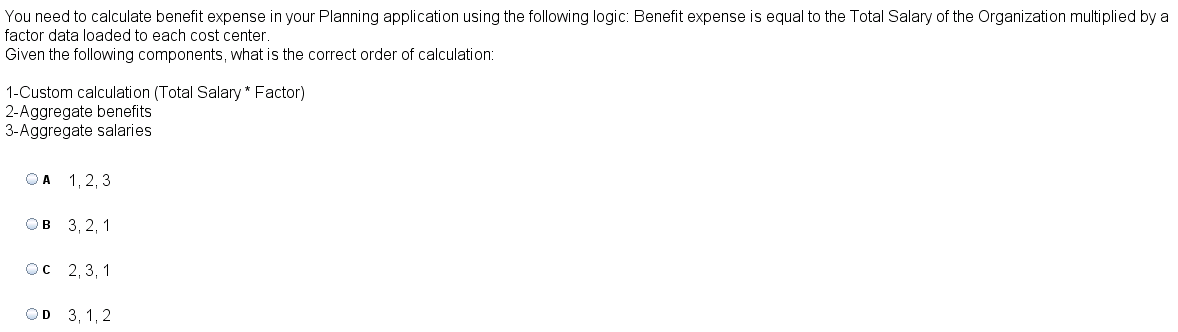 You need to calculate benefit expense in your Planning application using the following logic: Benefit expense is equal to the Total Salary of the Organization multiplied by a
factor data loaded to each cost center.
Given the following components, what is the correct order of calculation:
1-Custom calculation (Total Salary * Factor)
2-Aggregate benefits
3-Aggregate salaries
A 1, 2, 3
B 3, 2, 1
C 2, 3, 1
D 3, 1, 2